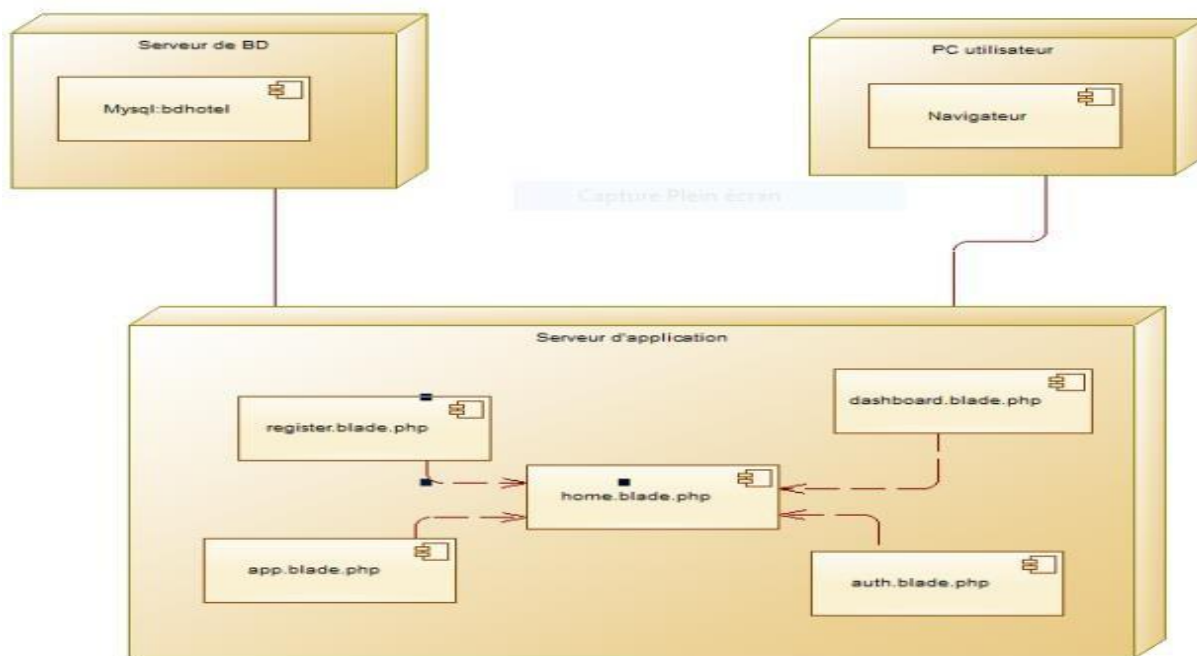 Serveur de BD
Mysql:bdhotel
PC utilisateur
Navigateur
Capture Plein écran
Serveur d'application
register.blade.php
dashboard.blade.php
home.blade.php
app.blade.php
auth.blade.php